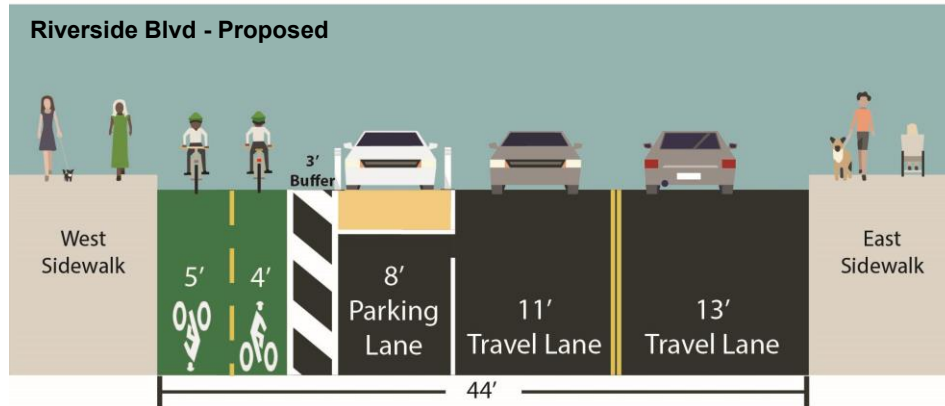 Riverside Blvd - Proposed
3’
Buffer
West
Sidewalk
5’
4’
8’
Parking
Lane
11’
Travel Lane
13’
Travel Lane
East
Sidewalk
44’